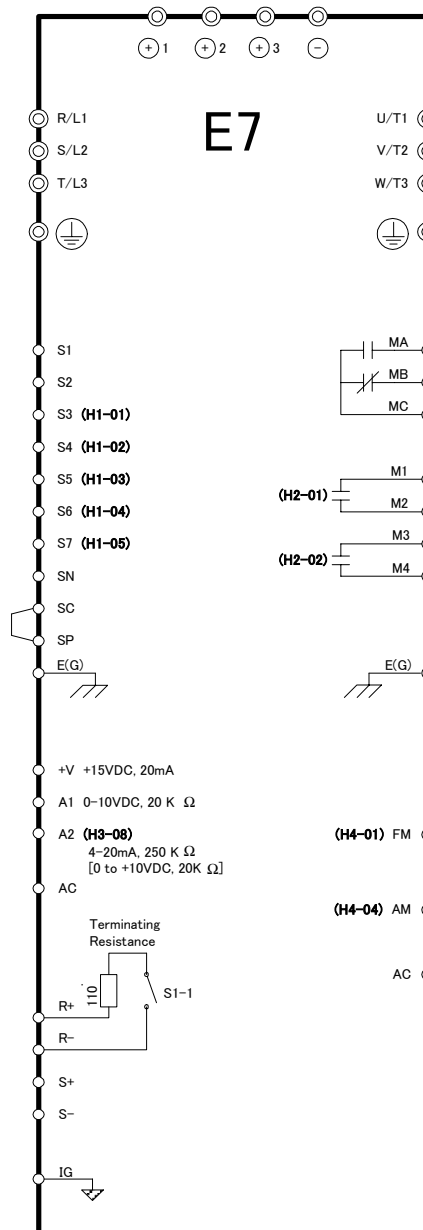 + 1 + 2 + 3 −
E7
R/L1 U/T1
S/L2 V/T2
T/L3 W/T3
S1 MA
S2 MB
S3 (H1-01) MC
S4 (H1-02)
S5 (H1-03) M1
(H2-01)
S6 (H1-04) M2
S7 (H1-05) M3
(H2-02)
SN M4
SC
SP
E(G) E(G)
+V +15VDC, 20mA
A1 0-10VDC, 20 K Ω
A2 (H3-08) (H4-01) FM
4-20mA, 250 K Ω
[0 to +10VDC, 20K Ω]
AC
(H4-04) AM
Terminating
Resistance
AC
110 S1-1
R+
R-
S+
S-
IG